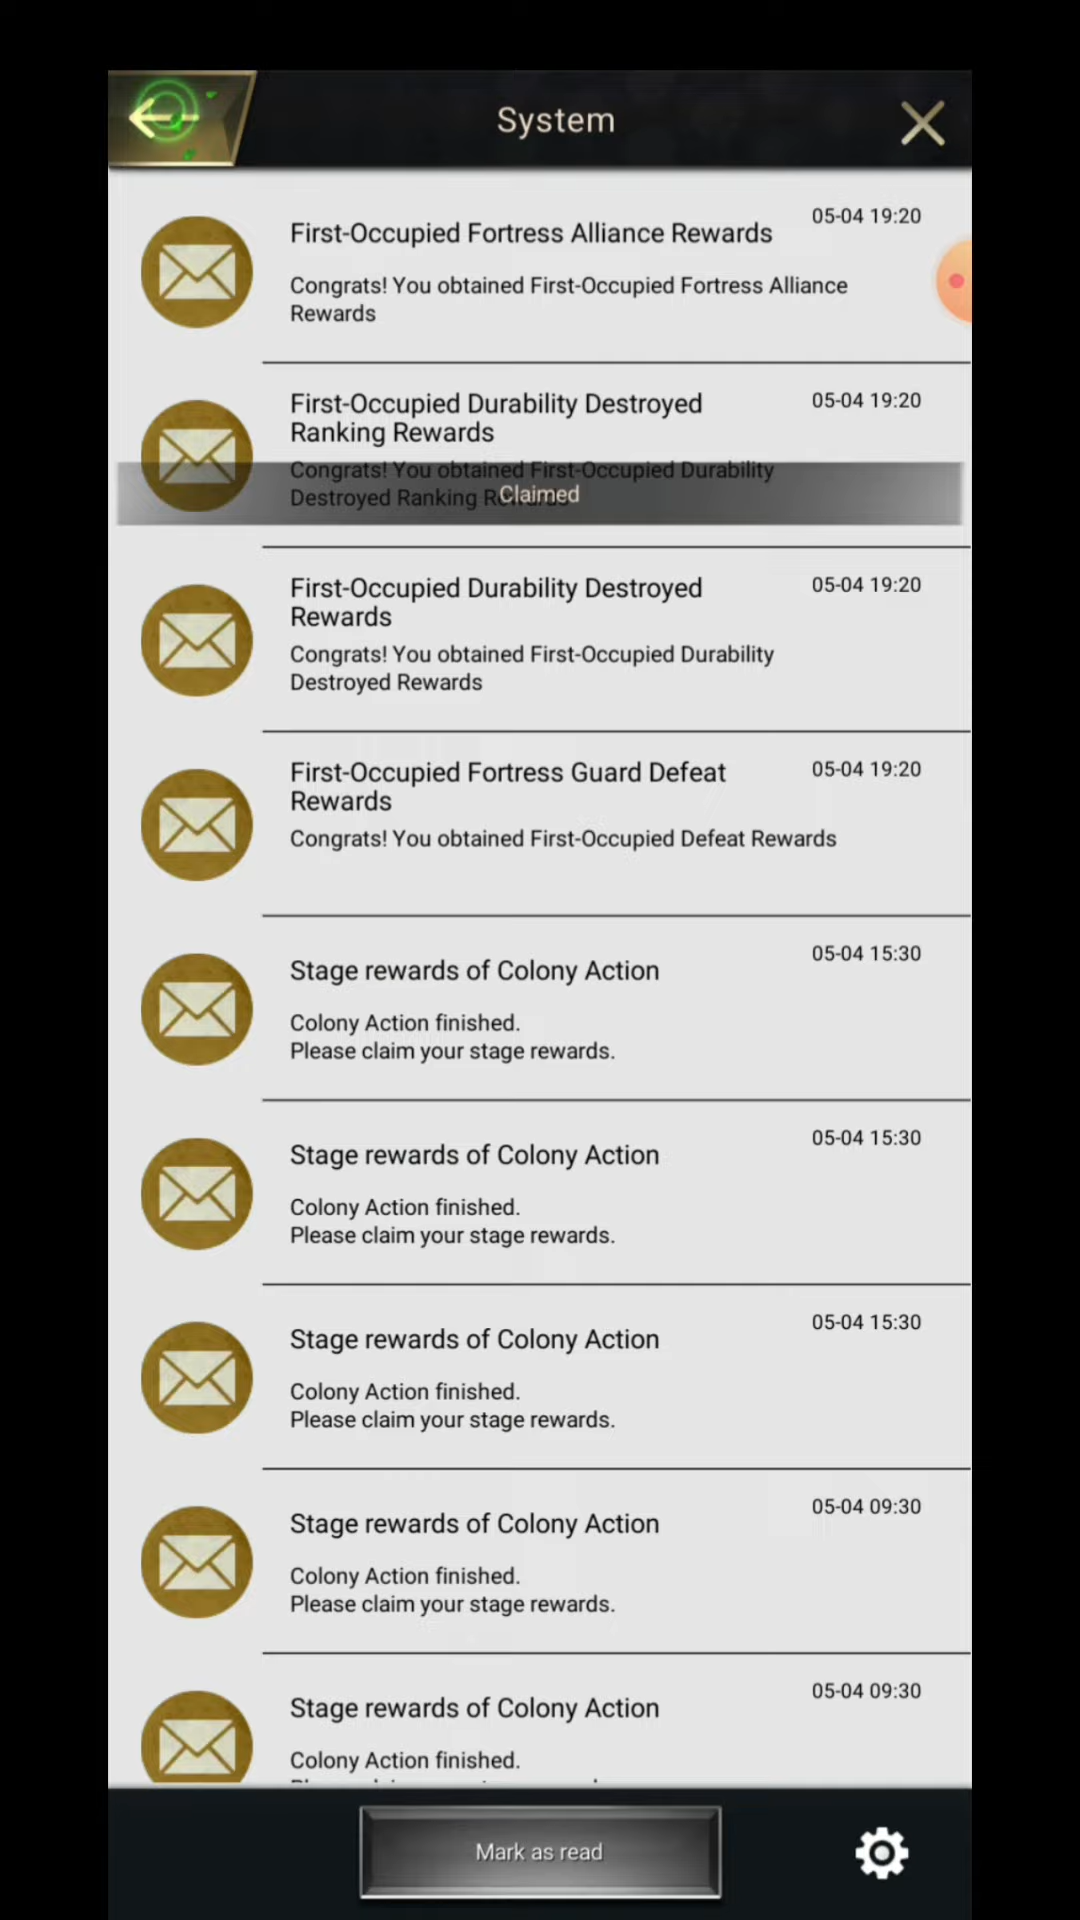 System
First-Occupied Fortress Alliance Rewards
05-04 19:20
Congrats! You obtained First-Occupied Fortress Alliance
Rewards
First-Occupied Durability Destroyed
Ranking Rewards
05-04 19:20
Congrats! You obtained First-Occupied Durability
Destroyed Ranking Rewards
Claimed
First-Occupied Durability Destroyed
Rewards
05-04 19:20
Congrats! You obtained First-Occupied Durability
Destroyed Rewards
First-Occupied Fortress Guard Defeat
Rewards
05-04 19:20
Congrats! You obtained First-Occupied Defeat Rewards
Stage rewards of Colony Action
05-04 15:30
Colony Action finished.
Please claim your stage rewards.
Stage rewards of Colony Action
05-04 15:30
Colony Action finished.
Please claim your stage rewards.
Stage rewards of Colony Action
05-04 15:30
Colony Action finished.
Please claim your stage rewards.
Stage rewards of Colony Action
05-04 09:30
Colony Action finished.
Please claim your stage rewards.
Stage rewards of Colony Action
05-04 09:30
Colony Action finished.
Mark as read